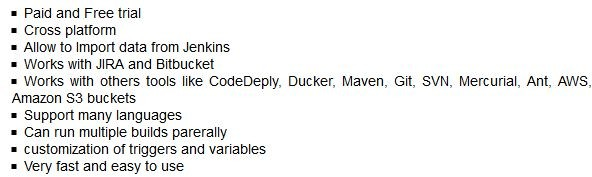 ▪ Paid and Free trial
▪ Cross platform
▪ Allow to Import data from Jenkins
▪ Works with JIRA and Bitbucket
▪ Works with others tools like CodeDeply, Ducker, Maven, Git, SVN, Mercurial, Ant, AWS,
Amazon S3 buckets
▪ Support many languages
▪ Can run multiple builds parerally
▪ customization of triggers and variables
▪ Very fast and easy to use